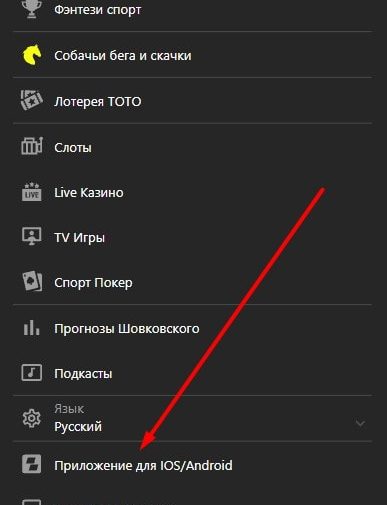 Фэнтези спорт
Собачьи бега и скачки
Лотерея ТОТО
Слоты
LIVE
Live Казино
TV Игры
Спорт Покер
Прогнозы Шовковского
Подкасты
Язык
Русский
Приложение для IOS/Android